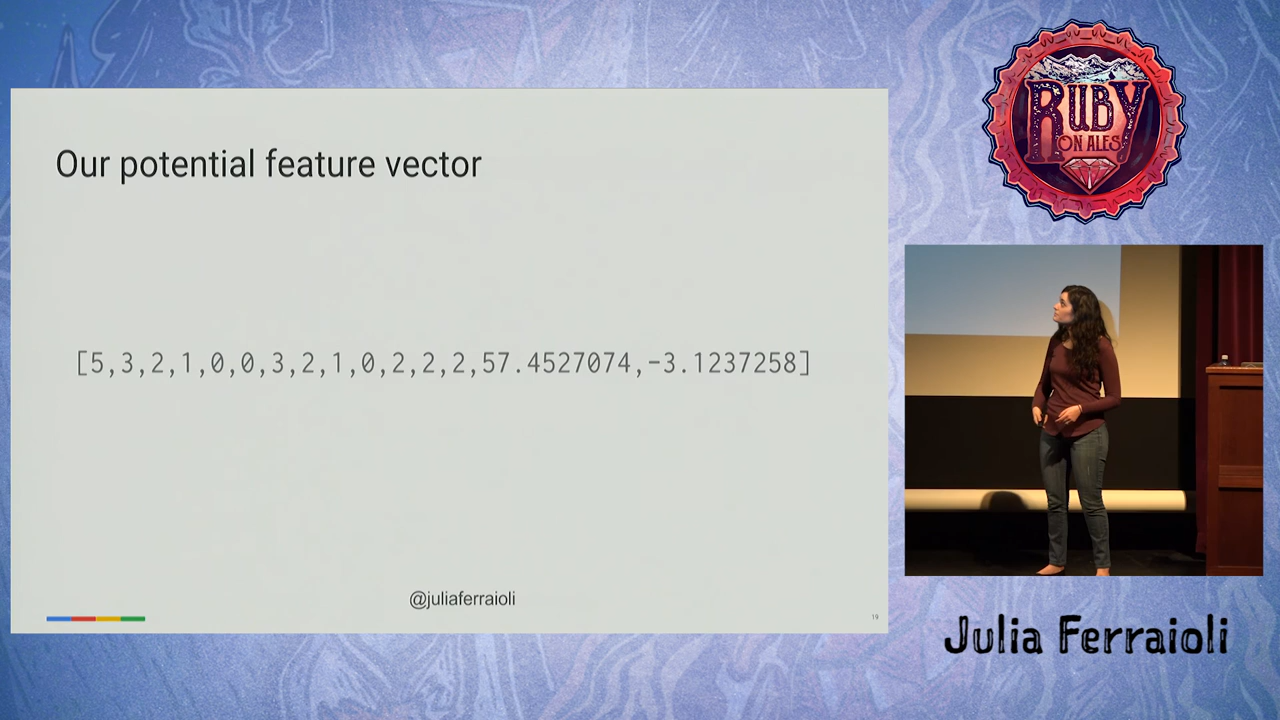 Our potential feature vector
[5,3,2,1,0,0,3,2,1,0,2,2,2,57.4527074,-3.1237258]
@juliaferraioli
19
RUBY
ON ALES
Julia Ferraioli